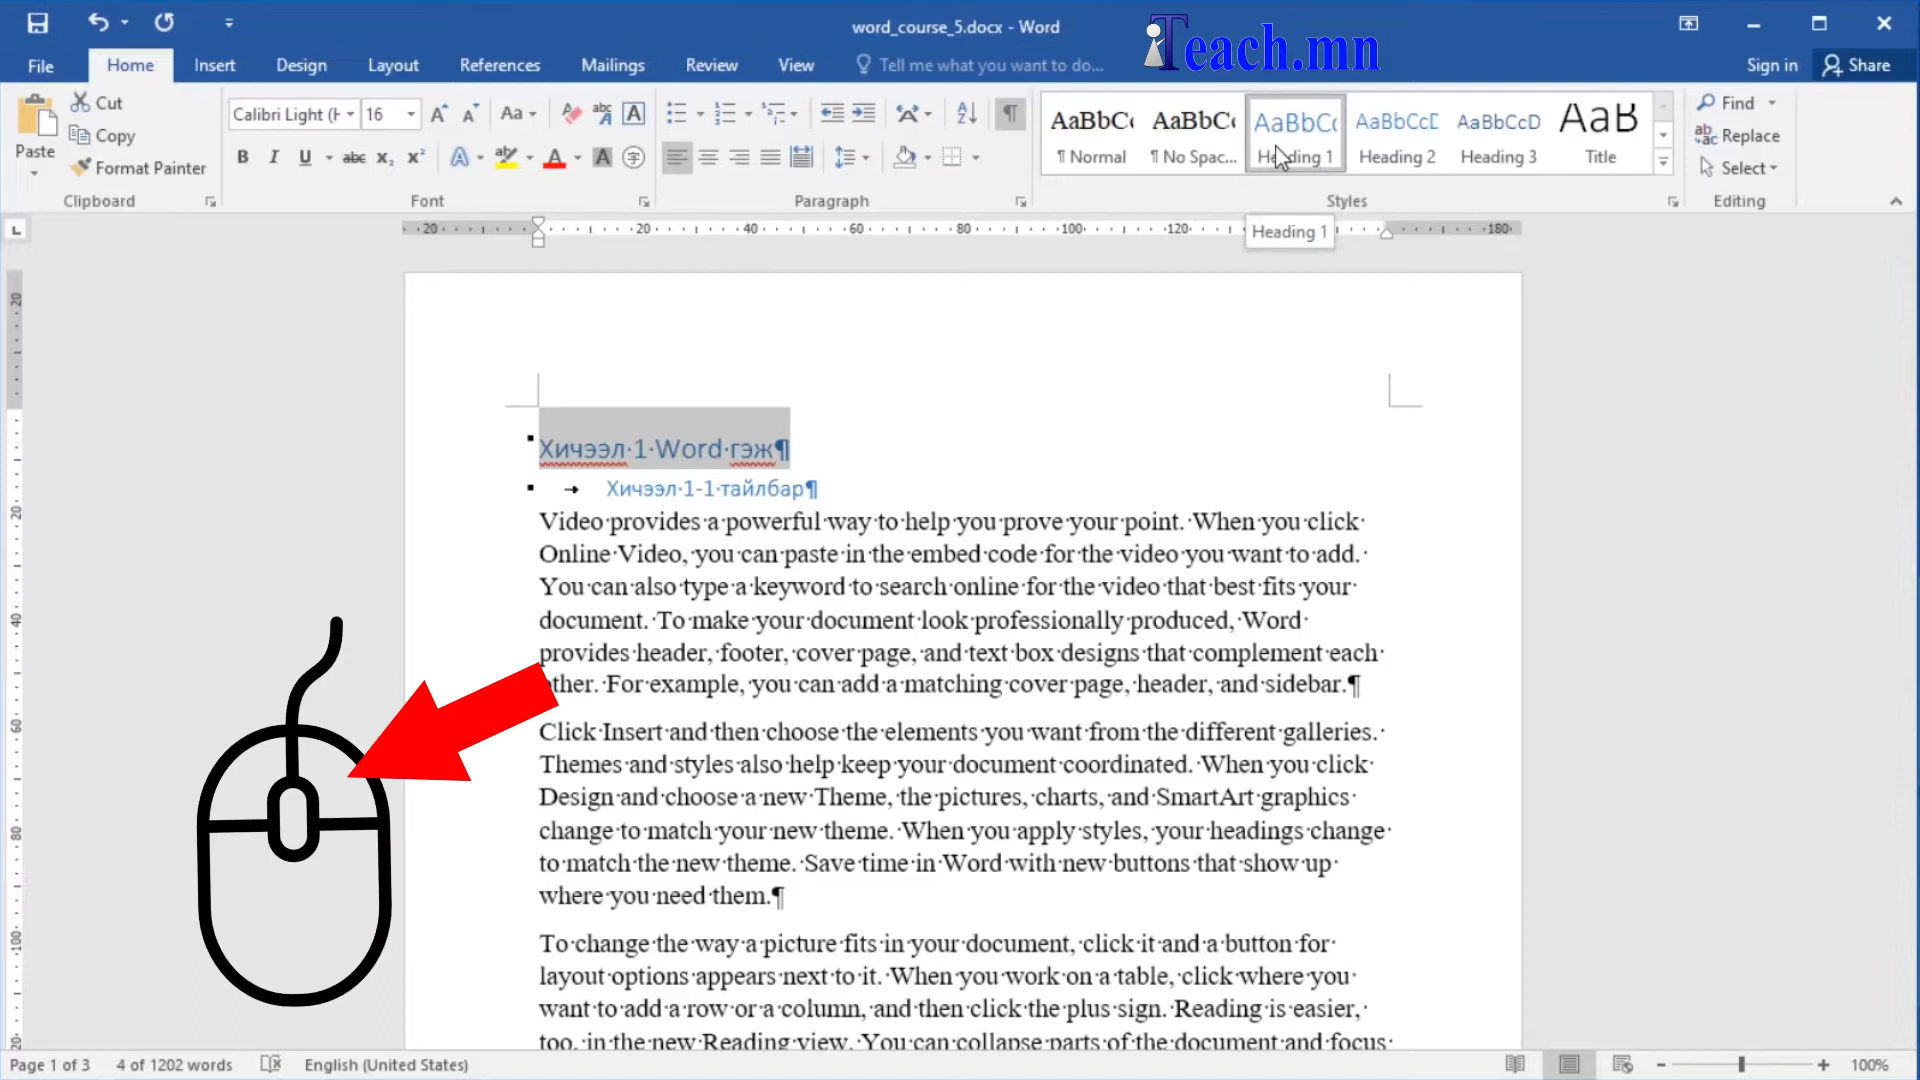 word_course_5.docx - Word
iTeach.mn
File Home Insert Design Layout References Mailings Review View Tell me what you want to do... Sign in Share
Paste
Cut
Copy
Format Painter
Clipboard
Calibri Light (H 16
Font
Paragraph
AaBbCc AaBbCc AaBbCc AaBbCcD AaBbCcD AaB
¶ Normal ¶ No Spac... Heading 1 Heading 2 Heading 3 Title
Styles
Find
Replace
Select
Editing
Heading 1
20 20 40 60 80 100 120 180
Хичээл 1 Word гэж¶
Хичээл 1-1 тайлбар¶
Video provides a powerful way to help you prove your point. When you click
Online Video, you can paste in the embed code for the video you want to add.
You can also type a keyword to search online for the video that best fits your
document. To make your document look professionally produced, Word
provides header, footer, cover page, and text box designs that complement each
other. For example, you can add a matching cover page, header, and sidebar.¶
Click Insert and then choose the elements you want from the different galleries.
Themes and styles also help keep your document coordinated. When you click
Design and choose a new Theme, the pictures, charts, and SmartArt graphics
change to match your new theme. When you apply styles, your headings change
to match the new theme. Save time in Word with new buttons that show up
where you need them.¶
To change the way a picture fits in your document, click it and a button for
layout options appears next to it. When you work on a table, click where you
want to add a row or a column, and then click the plus sign. Reading is easier,
too, in the new Reading view. You can collapse parts of the document and focus
Page 1 of 3 4 of 1202 words English (United States) 100%